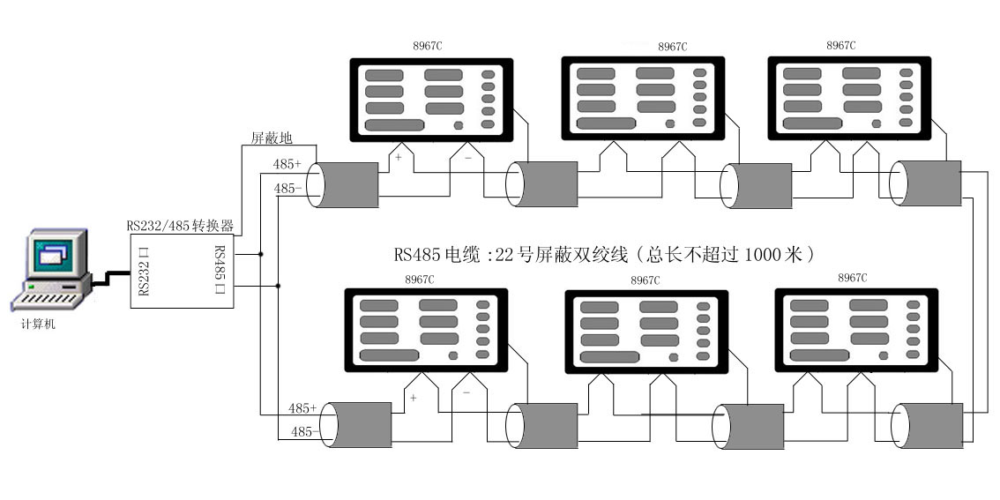 8967C
8967C
8967C
屏蔽地
485+
485-
+
-
RS232/485转换器
RS232口
RS485口
计算机
RS485电缆:22号屏蔽双绞线(总长不超过1000米)
8967C
8967C
8967C
485+
485-
+
-